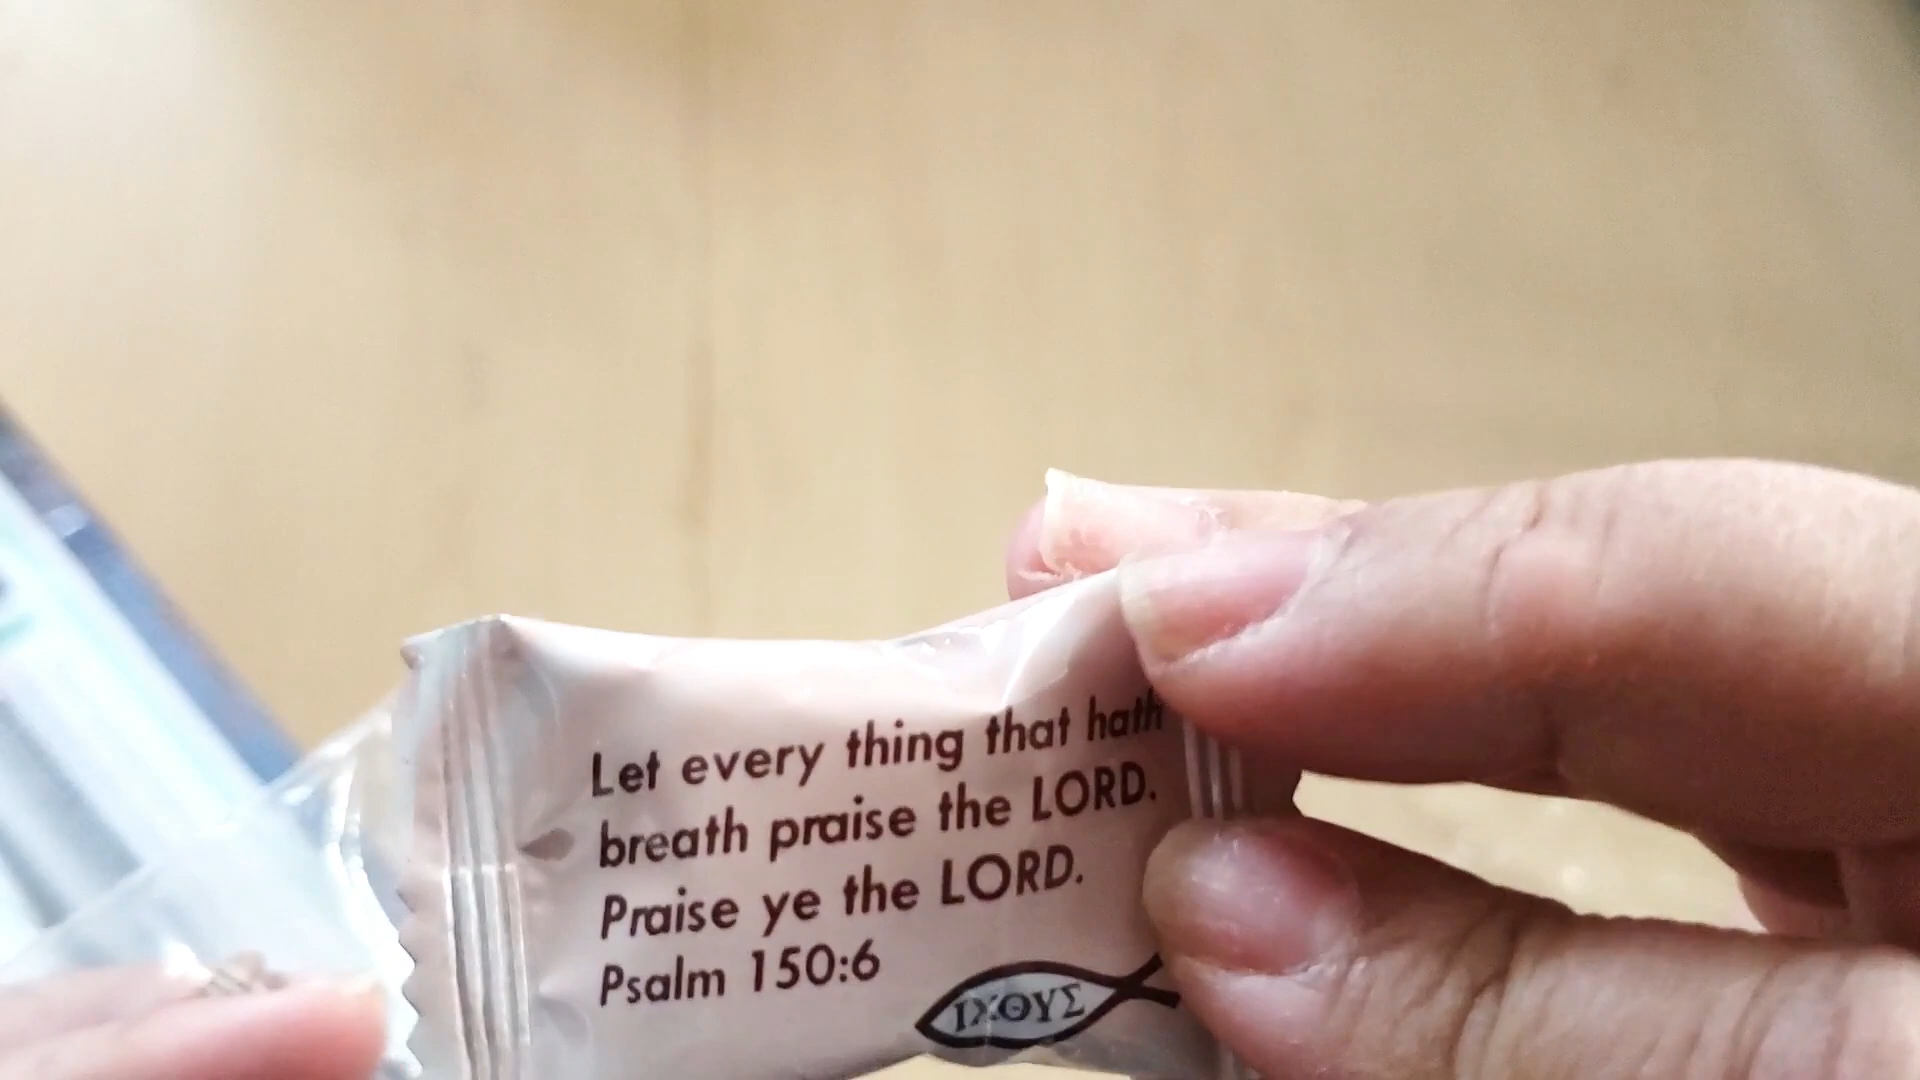 Let every thing that hath
breath praise the LORD.
Praise ye the LORD.
Psalm 150:6
ΙΧΘΥΣ